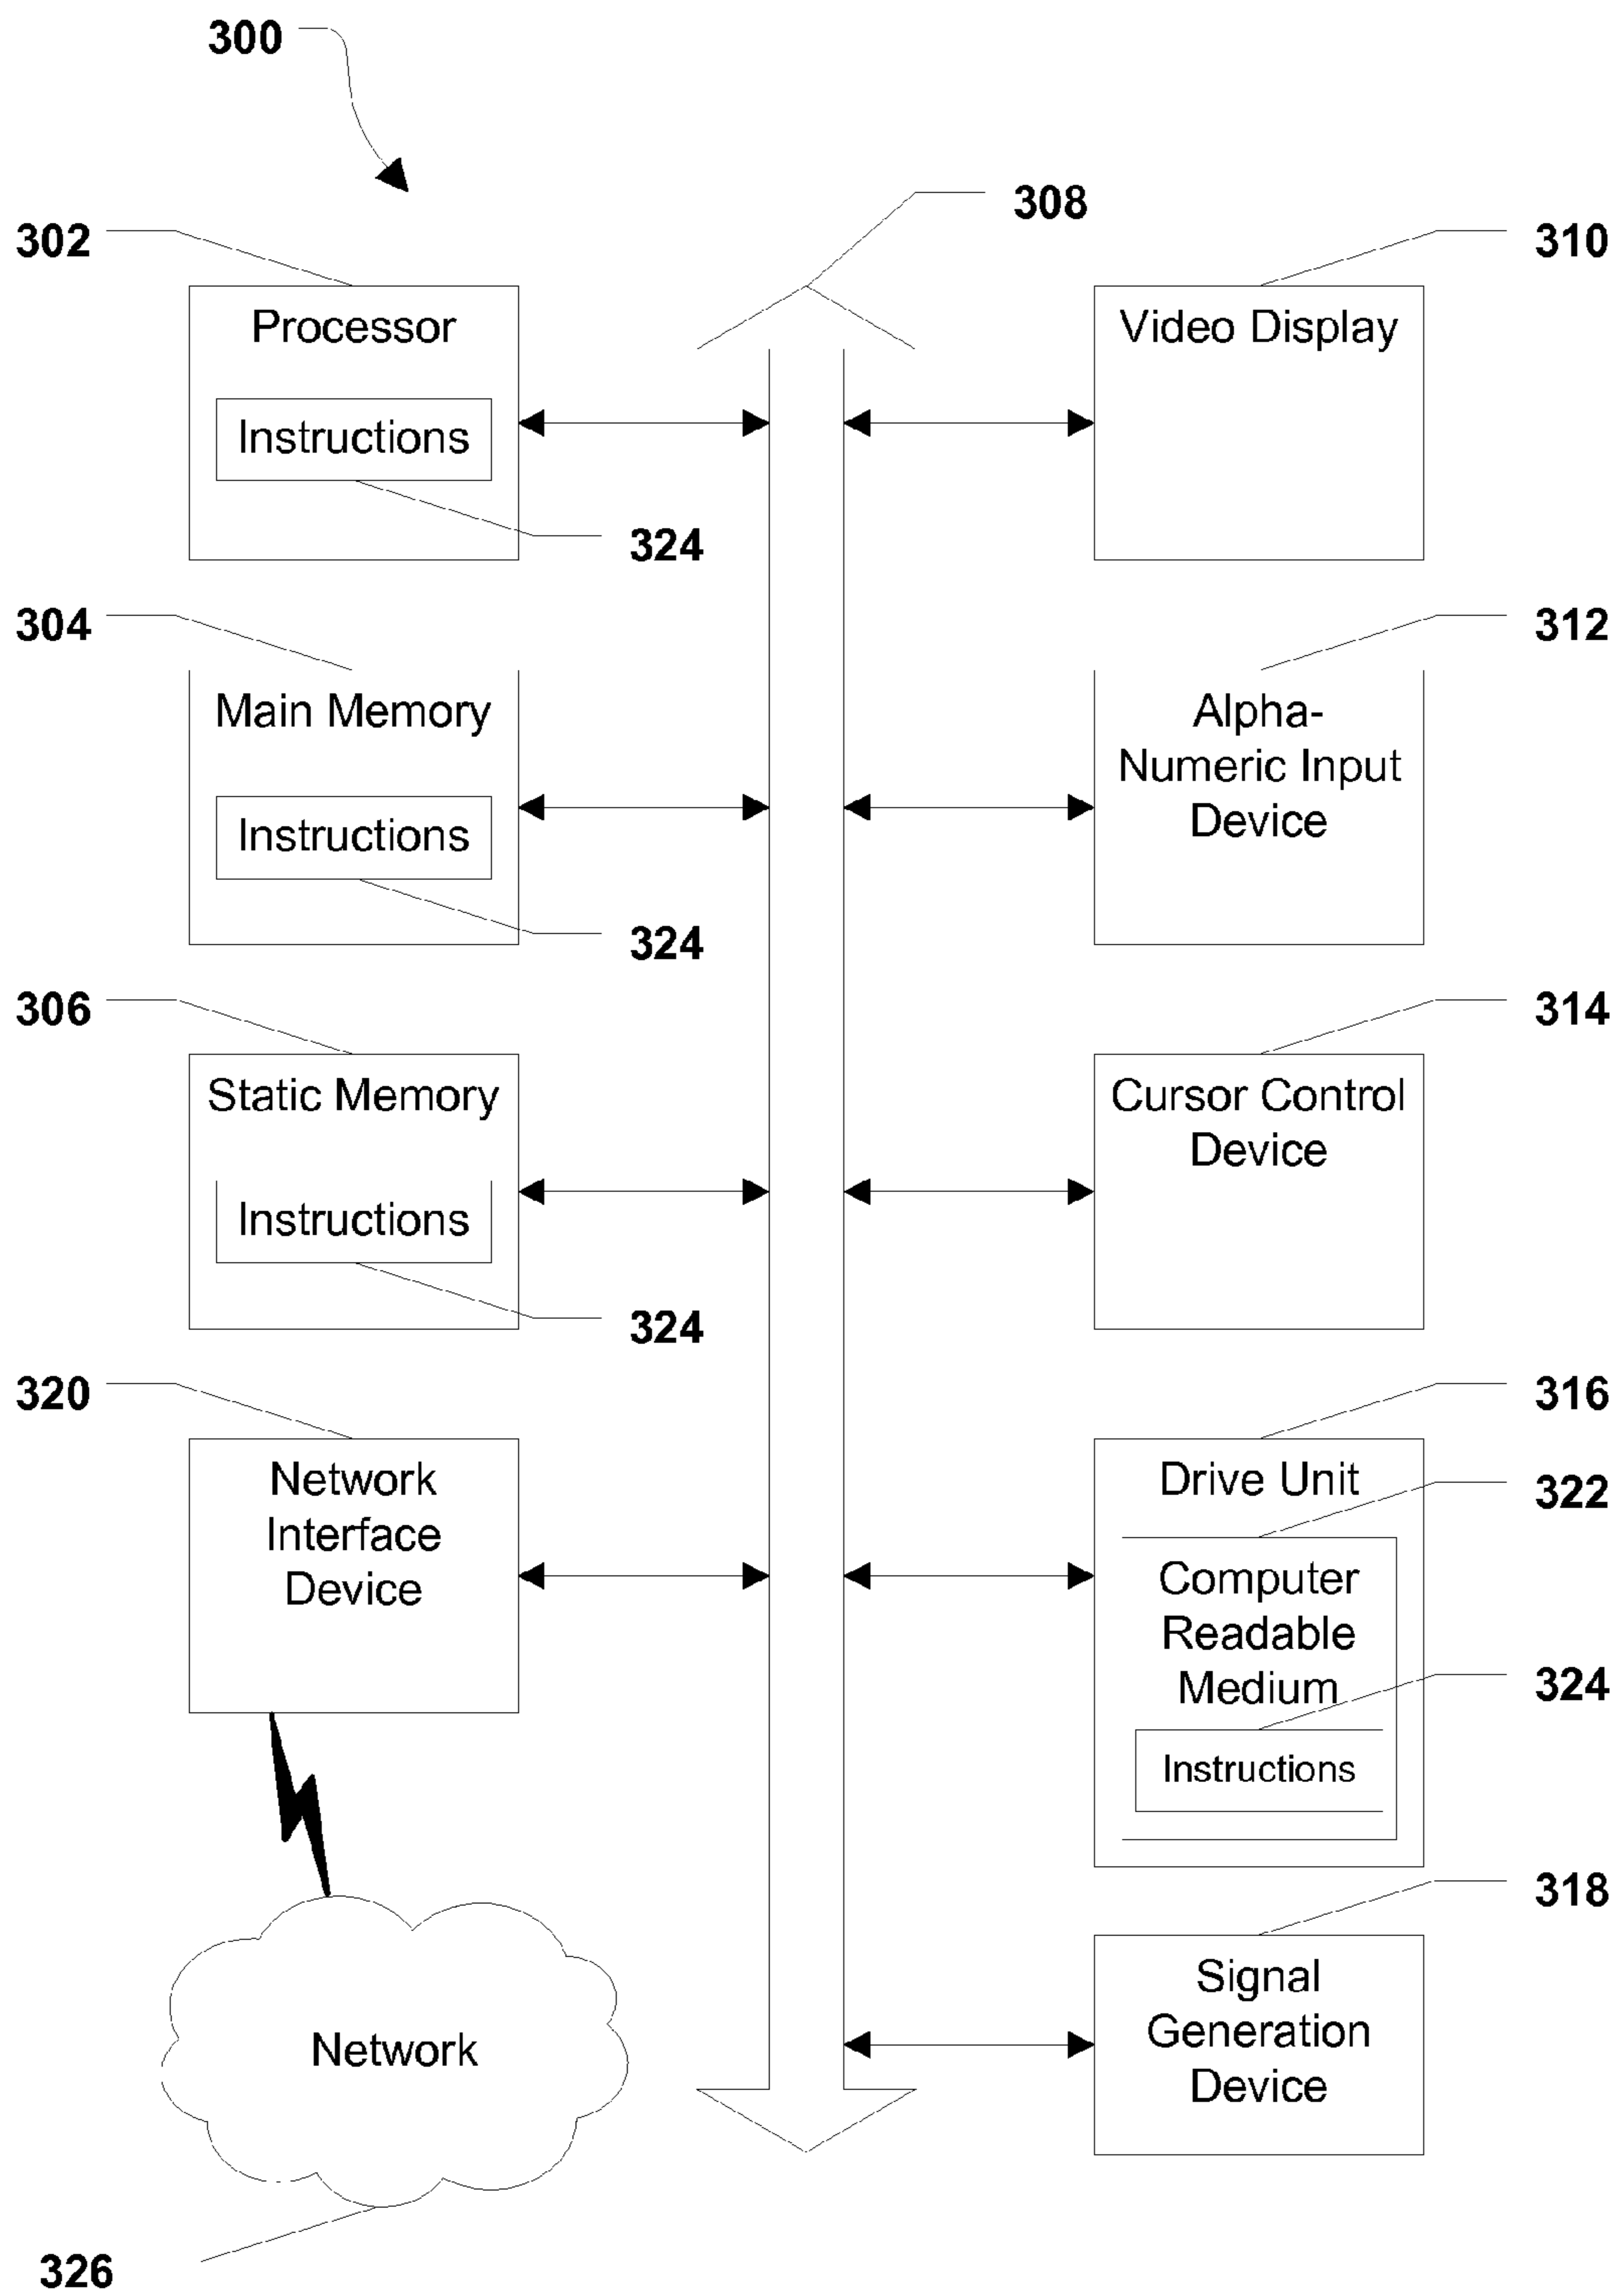 300
308
302
310
Processor
Video Display
Instructions
324
304
312
Main Memory
Alpha-
Numeric Input
Device
Instructions
324
306
314
Static Memory
Cursor Control
Device
Instructions
324
320
316
Network
Interface
Device
Drive Unit
322
Computer
Readable
Medium
324
Instructions
318
Signal
Generation
Device
Network
326